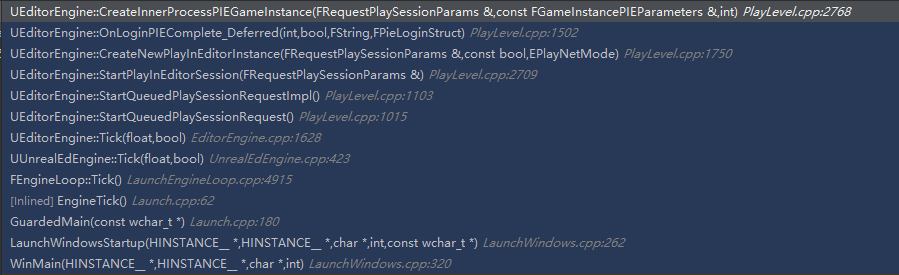 UEditorEngine::CreateInnerProcessPIEGameInstance(FRequestPlaySessionParams &,const FGameInstancePIEParameters &,int) PlayLevel.cpp:2768
UEditorEngine::OnLoginPIEComplete_Deferred(int,bool,FString,FPieLoginStruct) PlayLevel.cpp:1502
UEditorEngine::CreateNewPlayInEditorInstance(FRequestPlaySessionParams &,const bool,EPlayNetMode) PlayLevel.cpp:1750
UEditorEngine::StartPlayInEditorSession(FRequestPlaySessionParams &) PlayLevel.cpp:2709
UEditorEngine::StartQueuedPlaySessionRequestImpl() PlayLevel.cpp:1103
UEditorEngine::StartQueuedPlaySessionRequest() PlayLevel.cpp:1015
UEditorEngine::Tick(float,bool) EditorEngine.cpp:1628
UUnrealEdEngine::Tick(float,bool) UnrealEdEngine.cpp:423
FEngineLoop::Tick() LaunchEngineLoop.cpp:4915
[Inlined] EngineTick() Launch.cpp:62
GuardedMain(const wchar_t *) Launch.cpp:180
LaunchWindowsStartup(HINSTANCE__ *,HINSTANCE__ *,char *,int,const wchar_t *) LaunchWindows.cpp:262
WinMain(HINSTANCE__ *,HINSTANCE__ *,char *,int) LaunchWindows.cpp:320